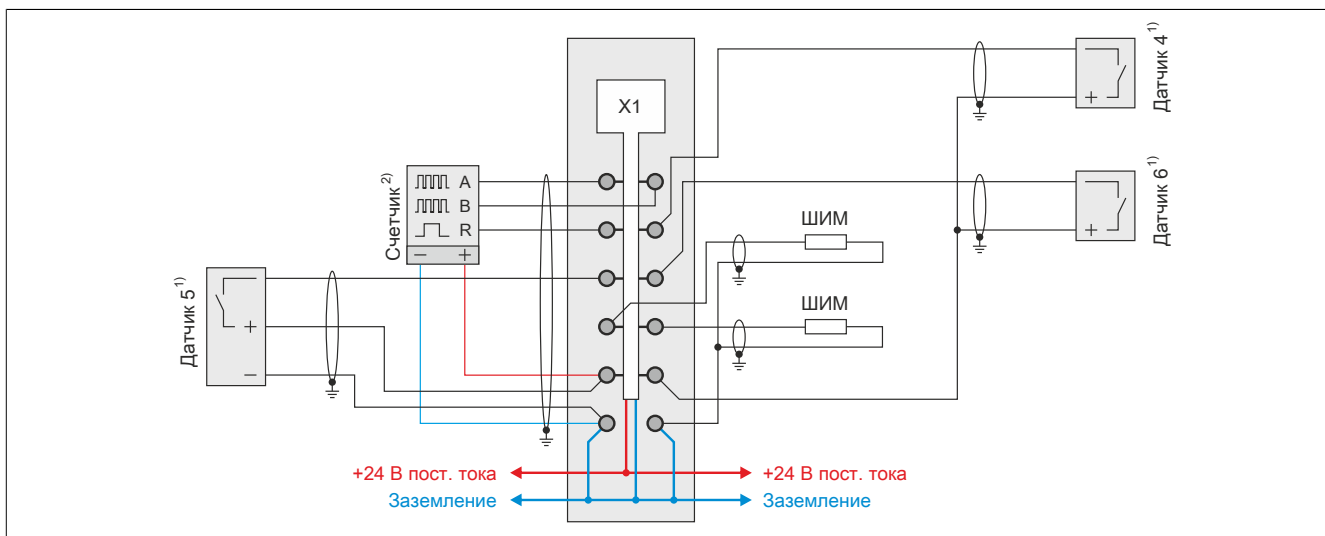 X1
Датчик 4 1)
+
Счетчик 2)
A
B
R
− +
Датчик 6 1)
+
ШИМ
Датчик 5 1)
+
−
ШИМ
+24 В пост. тока
+24 В пост. тока
Заземление
Заземление